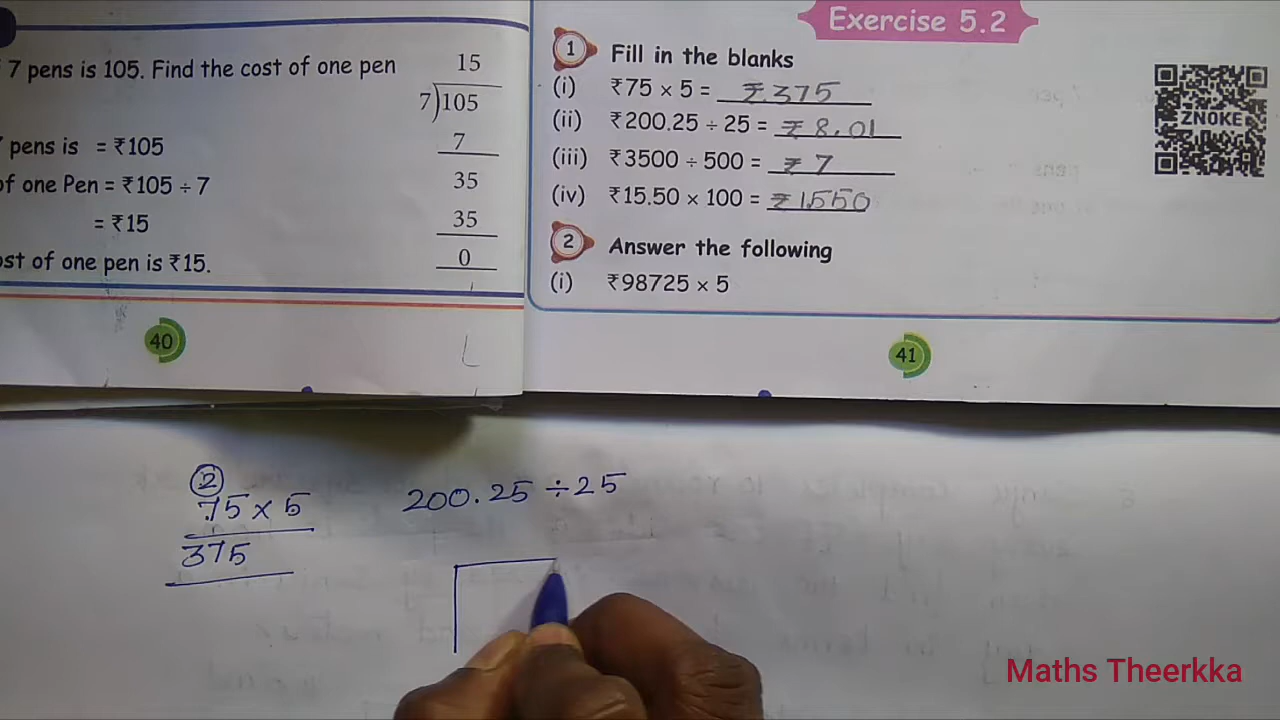 7 pens is 105. Find the cost of one pen
15
7)105
7
35
35
0
pens is = ₹105
of one Pen = ₹105 ÷ 7
= ₹15
ost of one pen is ₹15.
40
Exercise 5.2
1 Fill in the blanks
(i) ₹75 × 5 = ₹.375
(ii) ₹200.25 ÷ 25 = ₹8.01
(iii) ₹3500 ÷ 500 = ₹7
(iv) ₹15.50 × 100 = ₹1550
2 Answer the following
(i) ₹98725 × 5
41
ZNOKE
2
75 × 5
375
200.25 ÷ 25
Maths Theerkka